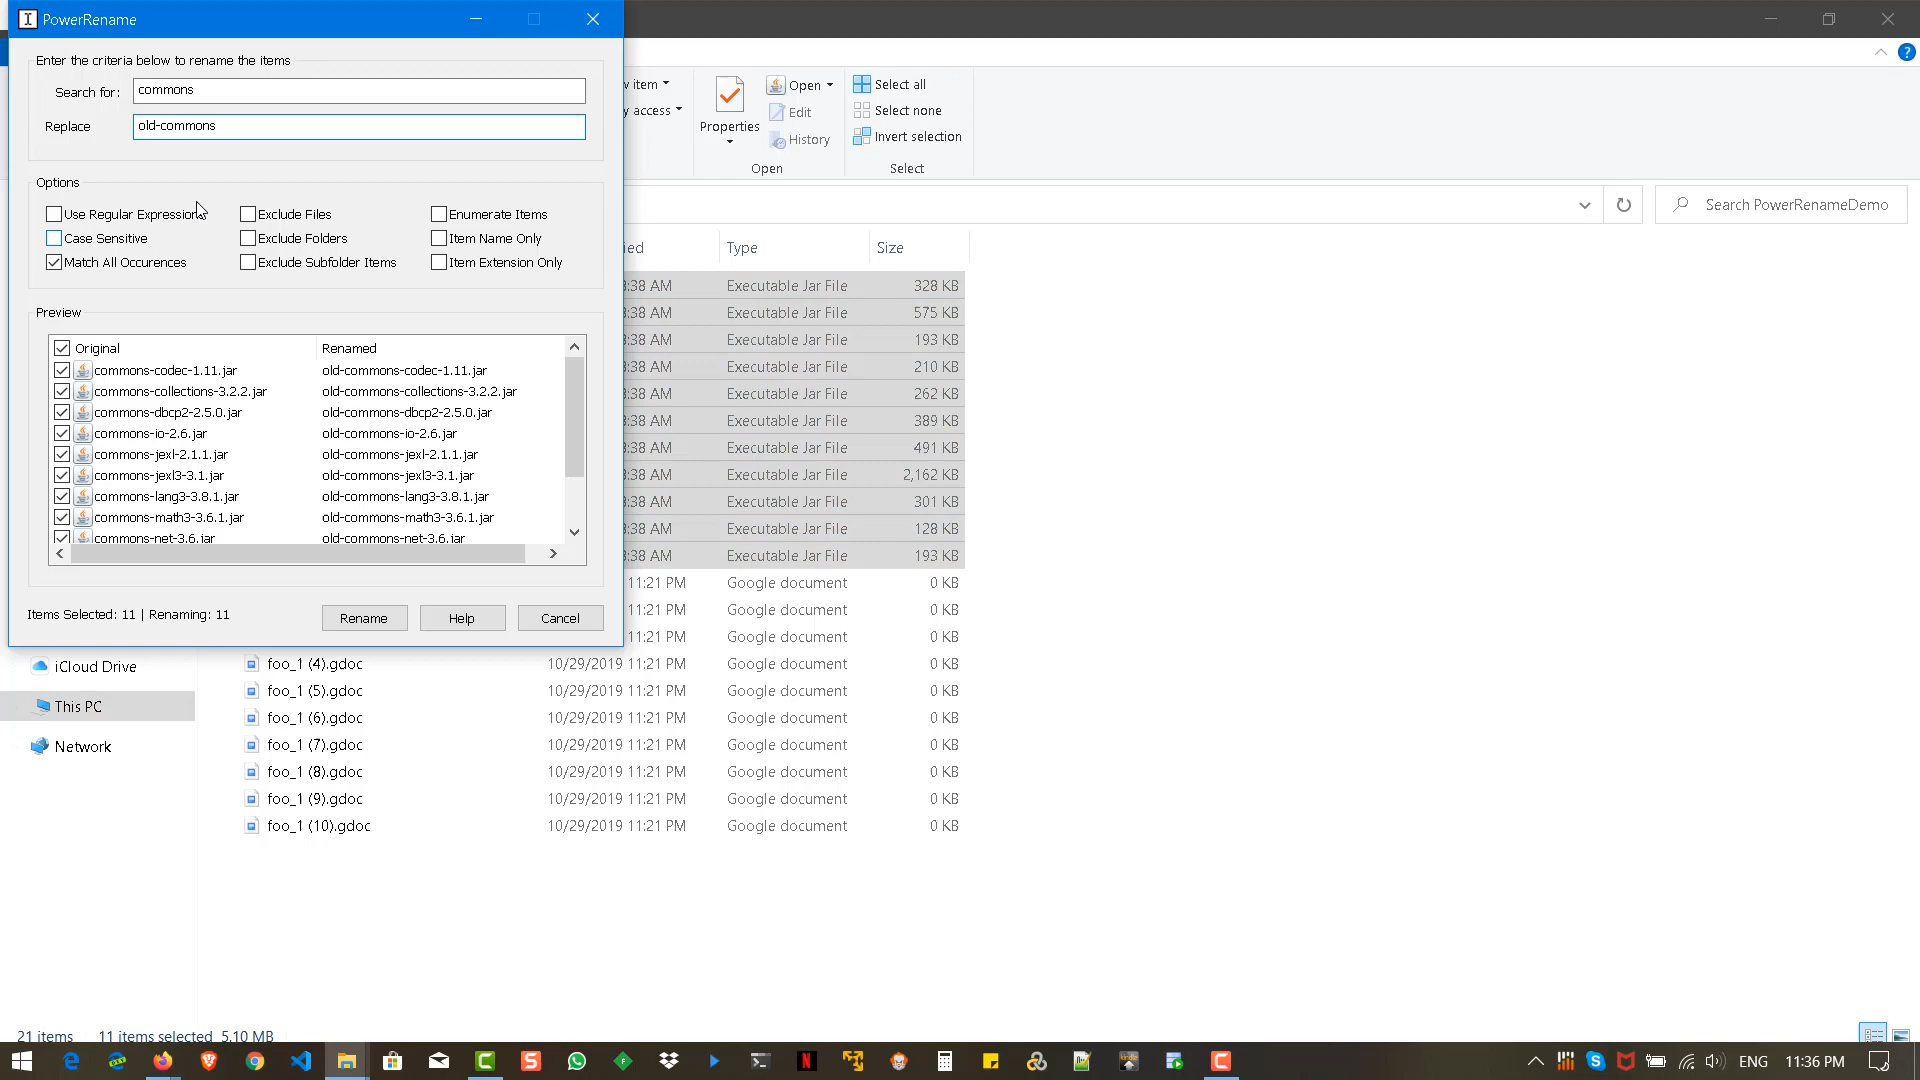 PowerRename
Enter the criteria below to rename the items
Search for: commons
Replace old-commons
Options
Use Regular Expressions Exclude Files Enumerate Items
Case Sensitive Exclude Folders Item Name Only
Match All Occurences Exclude Subfolder Items Item Extension Only
Preview
Original Renamed
commons-codec-1.11.jar old-commons-codec-1.11.jar
commons-collections-3.2.2.jar old-commons-collections-3.2.2.jar
commons-dbcp2-2.5.0.jar old-commons-dbcp2-2.5.0.jar
commons-io-2.6.jar old-commons-io-2.6.jar
commons-jexl-2.1.1.jar old-commons-jexl-2.1.1.jar
commons-jexl3-3.1.jar old-commons-jexl3-3.1.jar
commons-lang3-3.8.1.jar old-commons-lang3-3.8.1.jar
commons-math3-3.6.1.jar old-commons-math3-3.6.1.jar
commons-net-3.6.jar old-commons-net-3.6.jar
Items Selected: 11 | Renaming: 11
Rename Help Cancel
item
access
Properties
Open
Edit
History
Open
Select all
Select none
Invert selection
Select
Search PowerRenameDemo
Type Size
:38 AM Executable Jar File 328 KB
:38 AM Executable Jar File 575 KB
:38 AM Executable Jar File 193 KB
:38 AM Executable Jar File 210 KB
:38 AM Executable Jar File 262 KB
:38 AM Executable Jar File 389 KB
:38 AM Executable Jar File 491 KB
:38 AM Executable Jar File 2,162 KB
:38 AM Executable Jar File 301 KB
:38 AM Executable Jar File 128 KB
:38 AM Executable Jar File 193 KB
11:21 PM Google document 0 KB
11:21 PM Google document 0 KB
11:21 PM Google document 0 KB
foo_1 (4).gdoc 10/29/2019 11:21 PM Google document 0 KB
foo_1 (5).gdoc 10/29/2019 11:21 PM Google document 0 KB
foo_1 (6).gdoc 10/29/2019 11:21 PM Google document 0 KB
foo_1 (7).gdoc 10/29/2019 11:21 PM Google document 0 KB
foo_1 (8).gdoc 10/29/2019 11:21 PM Google document 0 KB
foo_1 (9).gdoc 10/29/2019 11:21 PM Google document 0 KB
foo_1 (10).gdoc 10/29/2019 11:21 PM Google document 0 KB
iCloud Drive
This PC
Network
21 items 11 items selected 5.10 MB
ENG 11:36 PM